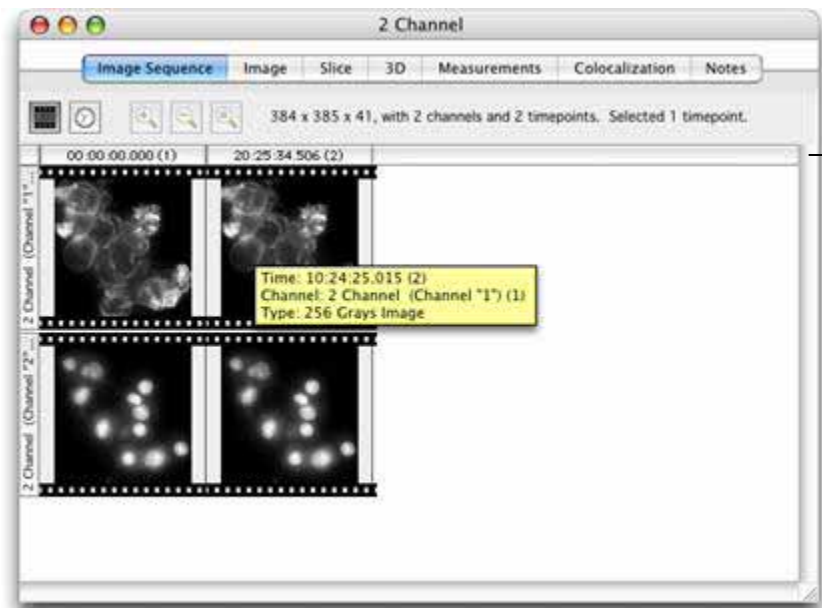 2 Channel
Image Sequence Image Slice 3D Measurements Colocalization Notes
384 x 385 x 41, with 2 channels and 2 timepoints. Selected 1 timepoint.
00:00:00.000 (1) 20:25:34.506 (2)
2 Channel (Channel "1"...
Time: 10:24:25.015 (2)
Channel: 2 Channel (Channel "1") (1)
Type: 256 Grays Image
2 Channel (Channel "2"...